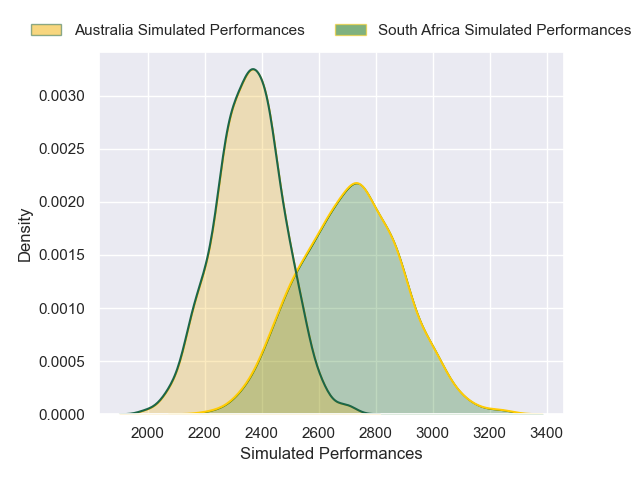 Australia Simulated Performances South Africa Simulated Performances
0.0030
0.0025
0.0020
0.0015
0.0010
0.0005
0.0000
Density
2000 2200 2400 2600 2800 3000 3200 3400
Simulated Performances